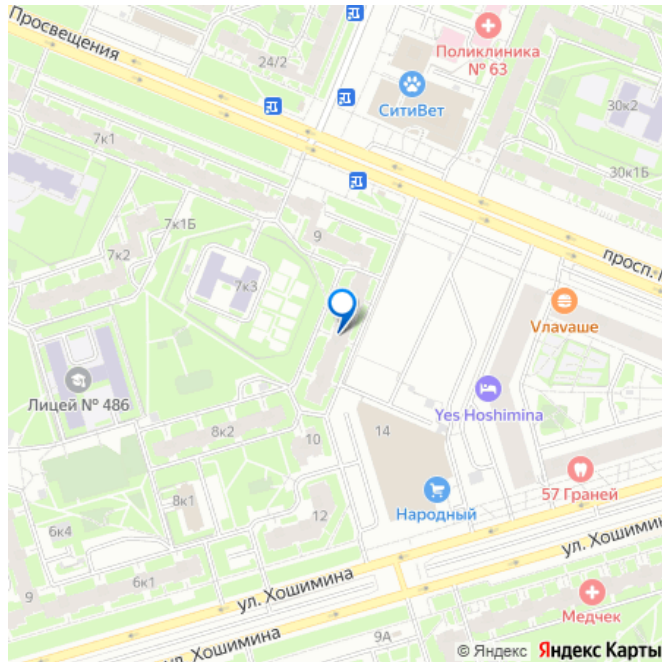 Просвещения
24/2
Поликлиника
№ 63
СитиВет
30к2
7к1
30к1Б
7к1Б
9
7к2
7к3
просп.
Vлаvаше
Лицей № 486
Yes Hoshimina
8к2
10
14
57 Граней
8к1
Народный
12
6к4
ул. Хошимина
ул. Хошимина
6к1
9
Медчек
9А
ул. Хошимина
© Яндекс Яндекс Карты